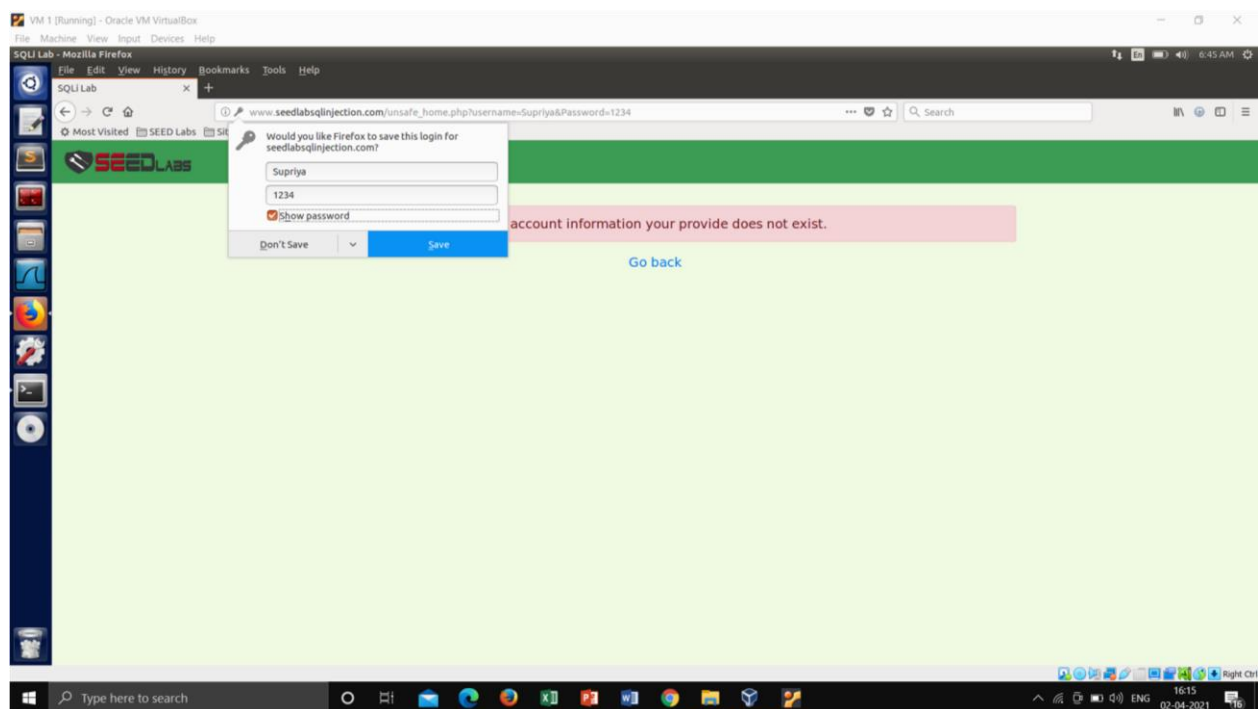 VM 1 [Running] - Oracle VM VirtualBox
File Machine View Input Devices Help
SQLi Lab - Mozilla Firefox
En 6:45 AM
File Edit View History Bookmarks Tools Help
SQLi Lab × +
www.seedlabsqlinjection.com/unsafe_home.php?username=Supriya&Password=1234
Search
Most Visited SEED Labs Sit
Would you like Firefox to save this login for
seedlabsqlinjection.com?
SEEDLABS
Supriya
1234
Show password
account information your provide does not exist.
Don't Save Save
Go back
Right Ctrl
Type here to search
ENG
16:15
02-04-2021
16